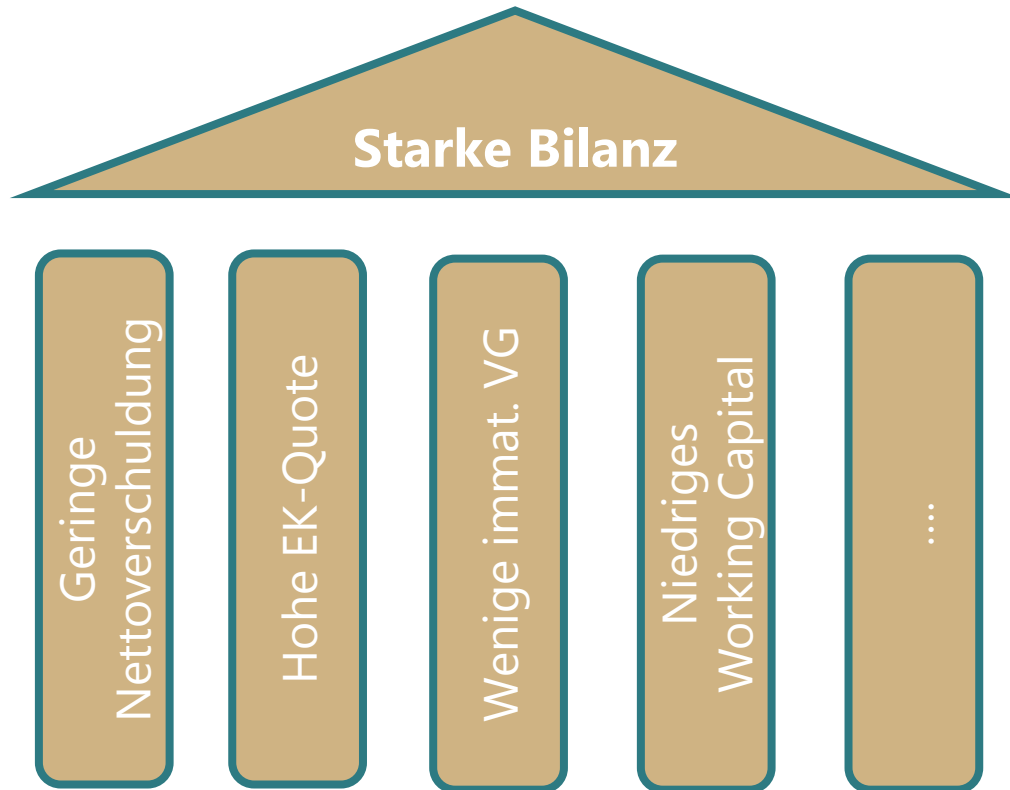 Starke Bilanz
Geringe
Nettoverschuldung
Hohe EK-Quote
Wenige immat. VG
Niedriges
Working Capital
....